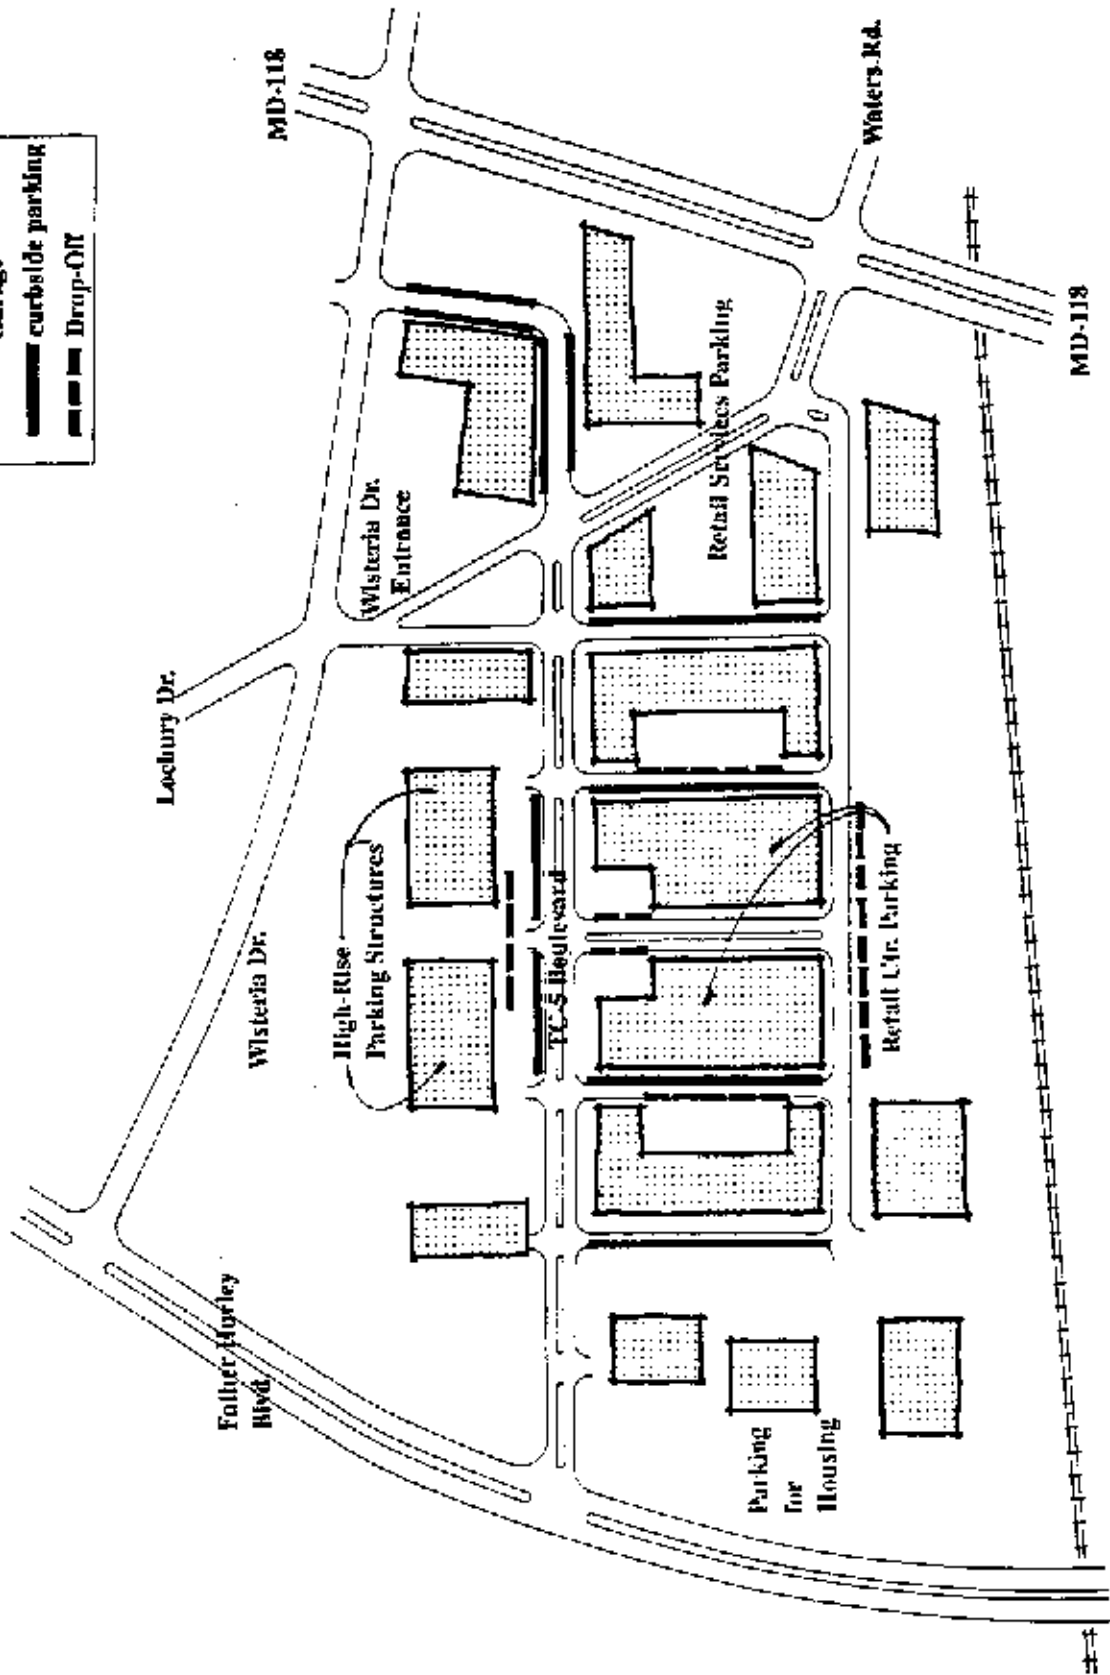 curbside parking
Drop-Off
MD-118
Waters Rd.
Lochury Dr.
Wisteria Dr.
Entrance
Retail Services Parking
MD-118
Wisteria Dr.
High-Rise
Parking Structures
TC-5 Boulevard
Retail Ctr. Parking
Father Hurley
Blvd.
Parking
for
Housing